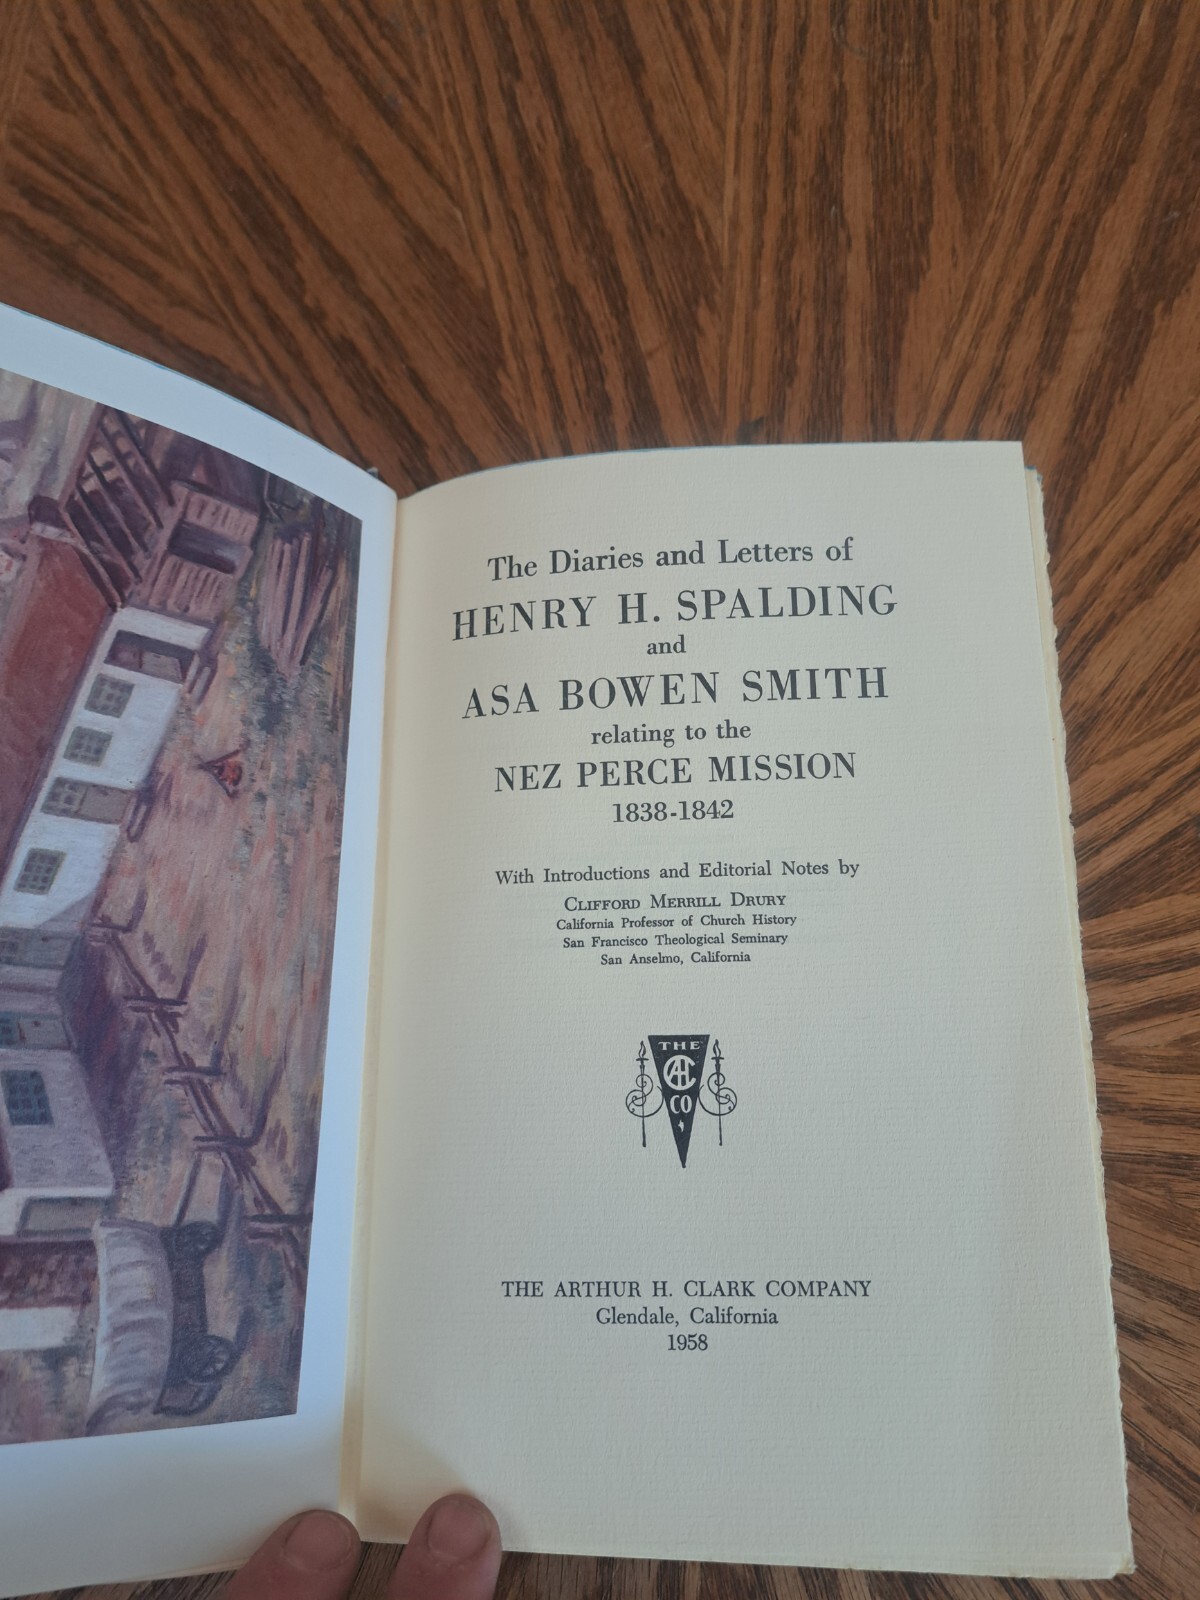 The Diaries and Letters of
HENRY H. SPALDING
and
ASA BOWEN SMITH
relating to the
NEZ PERCE MISSION
1838-1842
With Introductions and Editorial Notes by
CLIFFORD MERRILL DRURY
California Professor of Church History
San Francisco Theological Seminary
San Anselmo, California
THE
AHC
CO
THE ARTHUR H. CLARK COMPANY
Glendale, California
1958